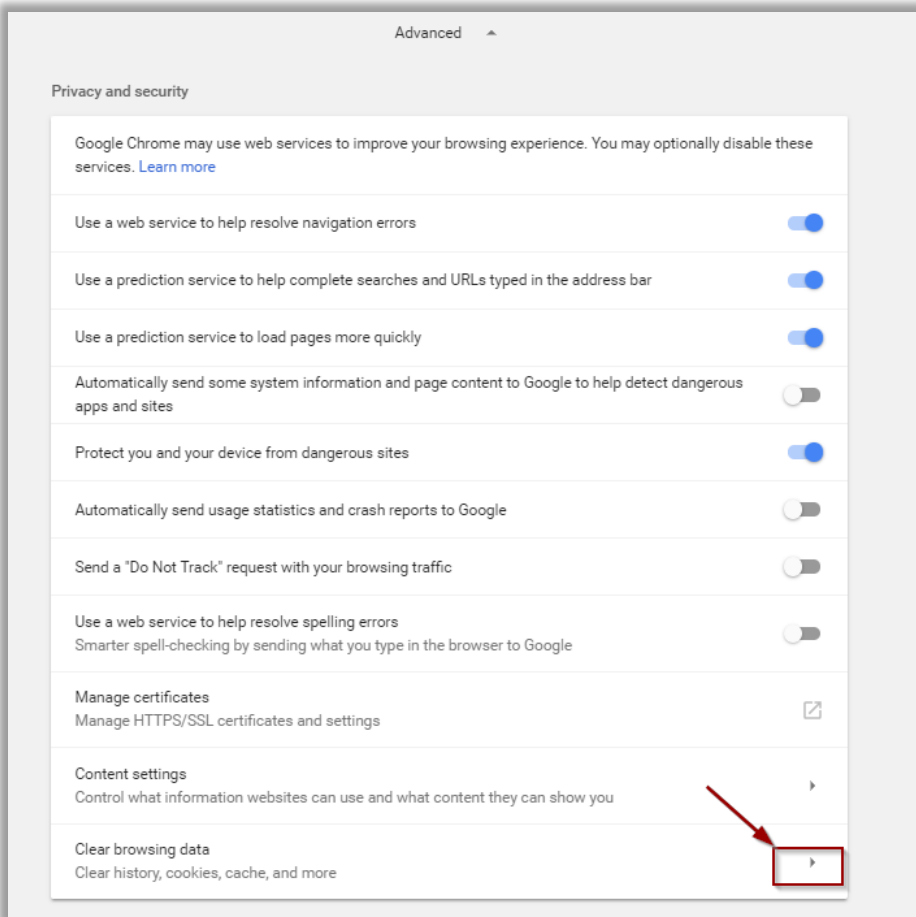 Advanced
Privacy and security
Google Chrome may use web services to improve your browsing experience. You may optionally disable these
services. Learn more
Use a web service to help resolve navigation errors
Use a prediction service to help complete searches and URLs typed in the address bar
Use a prediction service to load pages more quickly
Automatically send some system information and page content to Google to help detect dangerous
apps and sites
Protect you and your device from dangerous sites
Automatically send usage statistics and crash reports to Google
Send a "Do Not Track" request with your browsing traffic
Use a web service to help resolve spelling errors
Smarter spell-checking by sending what you type in the browser to Google
Manage certificates
Manage HTTPS/SSL certificates and settings
Content settings
Control what information websites can use and what content they can show you
Clear browsing data
Clear history, cookies, cache, and more